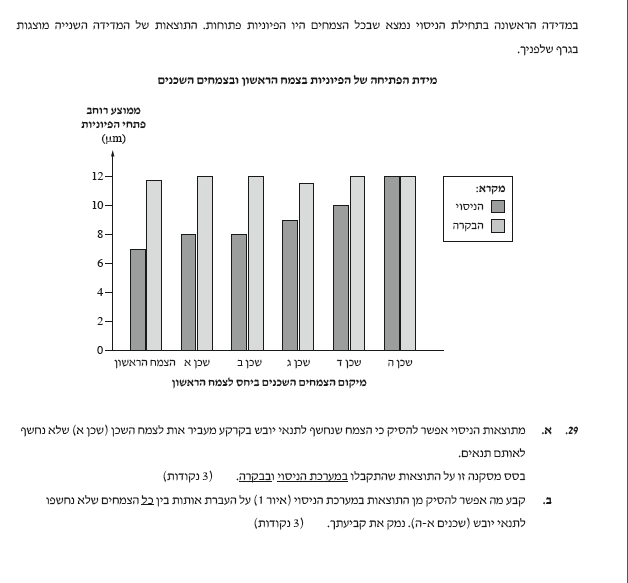 במדידה הראשונה בתחילת הניסוי נמצא שבכל הצמחים היו הפיוניות פתוחות. התוצאות של המדידה השנייה מוצגות
בגרף שלפניך.
מידת הפתיחה של הפיוניות בצמח הראשון ובצמחים השכנים
ממוצע רוחב
פתחי הפיוניות
(µm)
12
10
8
6
4
2
0
מקרא:
הניסוי
הבקרה
הצמח הראשון שכן א שכן ב שכן ג שכן ד שכן ה
מיקום הצמחים השכנים ביחס לצמח הראשון
29. א. מתוצאות הניסוי אפשר להסיק כי הצמח שנחשף לתנאי יובש בקרקע מעביר אות לצמח השכן (שכן א) שלא נחשף
לאותם תנאים.
בסס מסקנה זו על התוצאות שהתקבלו במערכת הניסוי ובבקרה. (3 נקודות)
ב. קבע מה אפשר להסיק מן התוצאות במערכת הניסוי (איור 1) על העברת אותות בין כל הצמחים שלא נחשפו
לתנאי יובש (שכנים א-ה). נמק את קביעתך. (3 נקודות)